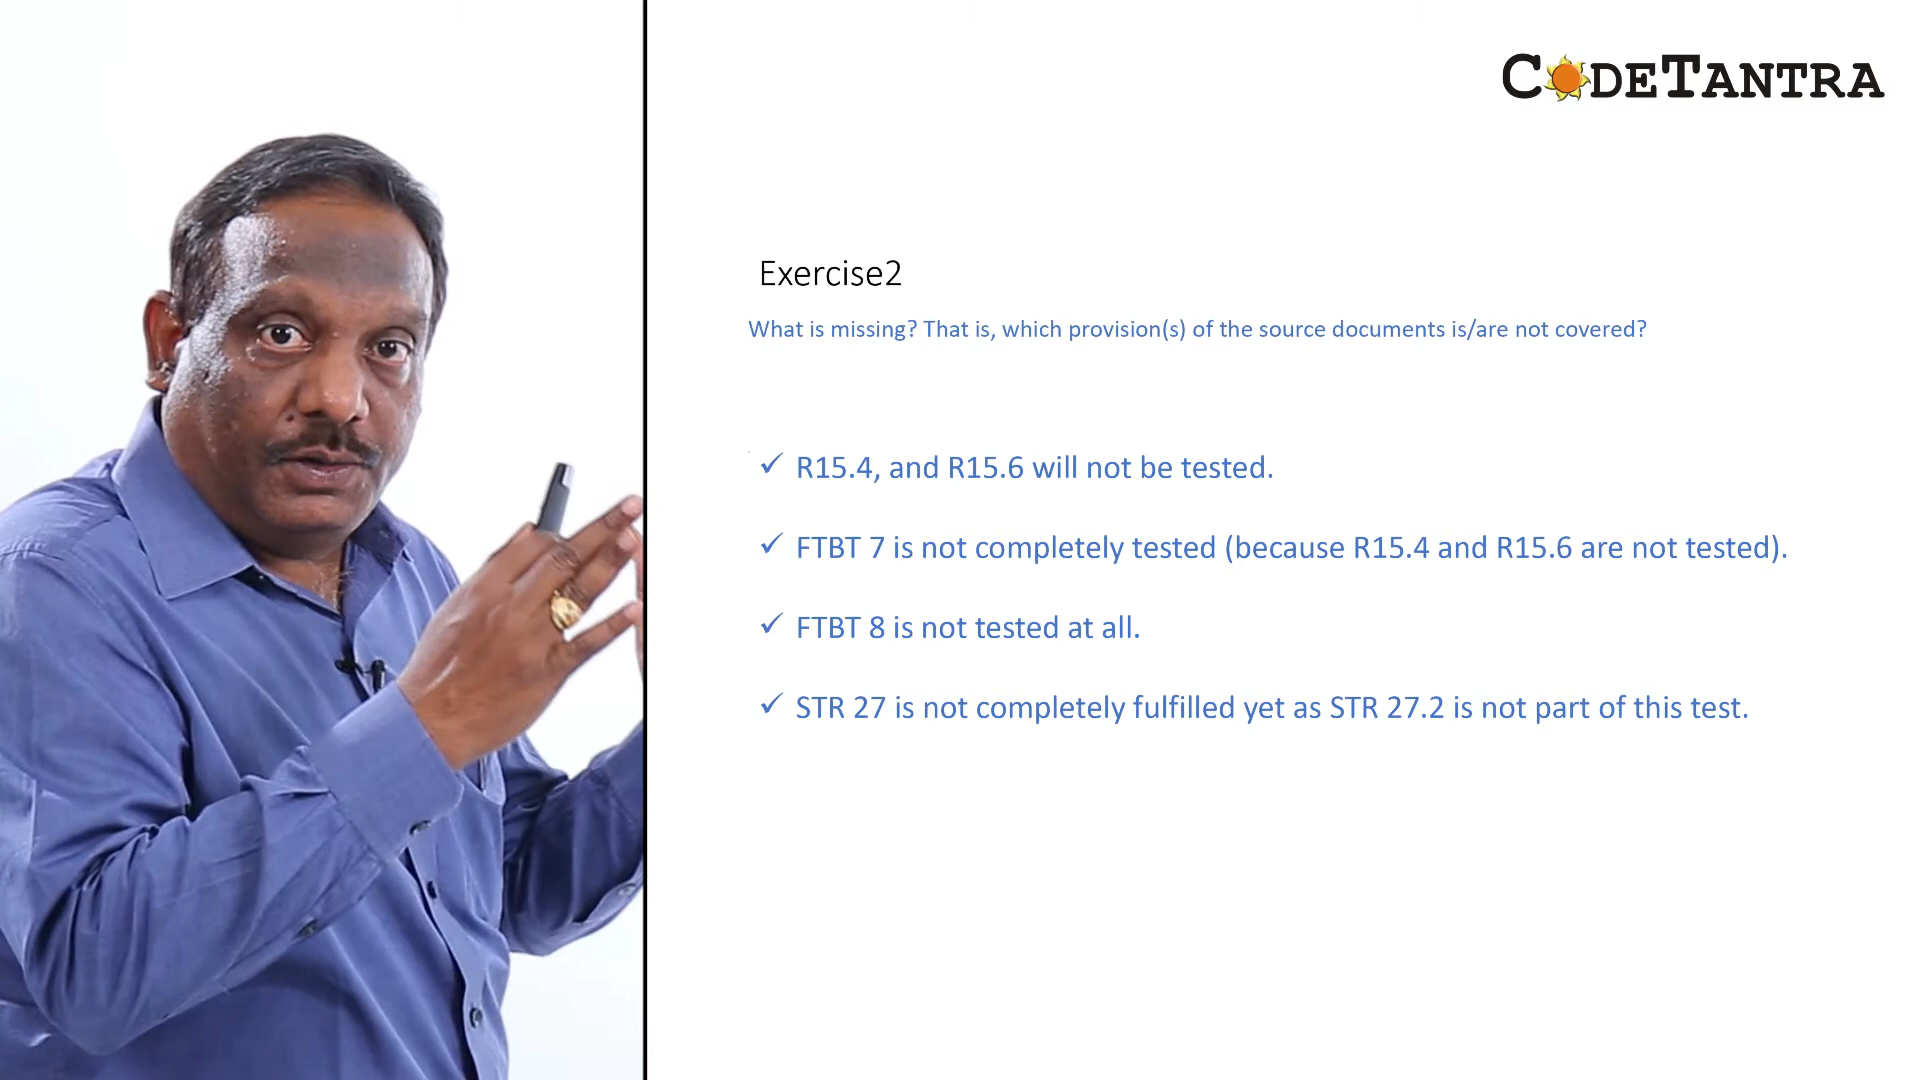 CODETANTRA
Exercise2
What is missing? That is, which provision(s) of the source documents is/are not covered?
✓ R15.4, and R15.6 will not be tested.
✓ FTBT 7 is not completely tested (because R15.4 and R15.6 are not tested).
✓ FTBT 8 is not tested at all.
✓ STR 27 is not completely fulfilled yet as STR 27.2 is not part of this test.